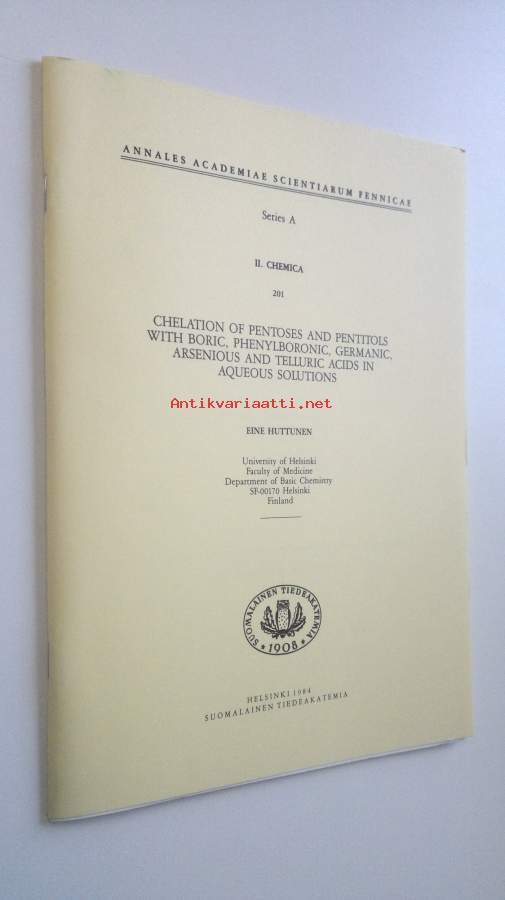 ANNALES ACADEMIAE SCIENTIARUM FENNICAE
Series A
II. CHEMICA
201
CHELATION OF PENTOSES AND PENTITOLS
WITH BORIC, PHENYLBORONIC, GERMANIC,
ARSENIOUS AND TELLURIC ACIDS IN
AQUEOUS SOLUTIONS
Antikvariaatti.net
EINE HUTTUNEN
University of Helsinki
Faculty of Medicine
Department of Basic Chemistry
SF-00170 Helsinki
Finland
SUOMALAINEN TIEDEAKATEMIA
• 1908 •
HELSINKI 1984
SUOMALAINEN TIEDEAKATEMIA